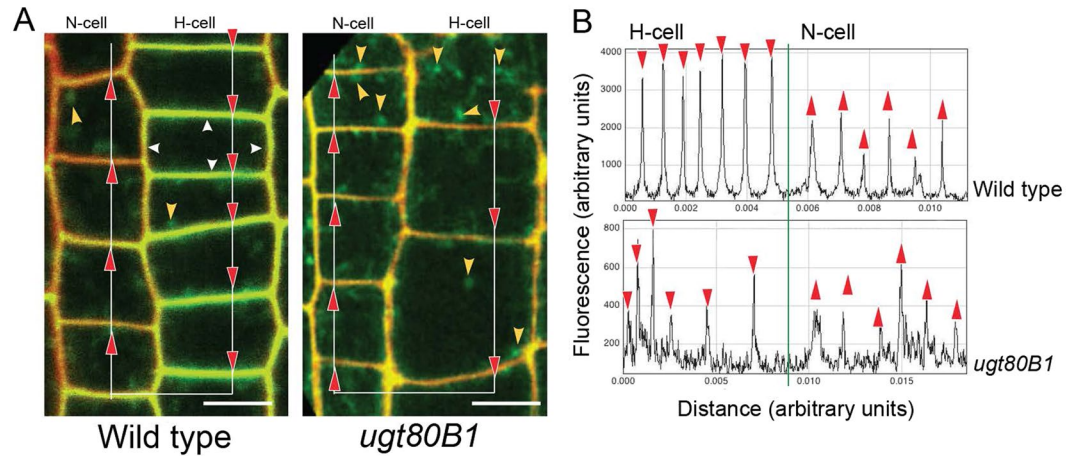 A
N-cell H-cell
N-cell H-cell
Wild type
ugt80B1
B
H-cell N-cell
Fluorescence (arbitrary units)
4000
3000
2000
1000
0.000 0.002 0.004 0.006 0.008 0.010
Wild type
800
600
400
200
0.000 0.005 0.010 0.015
ugt80B1
Distance (arbitrary units)